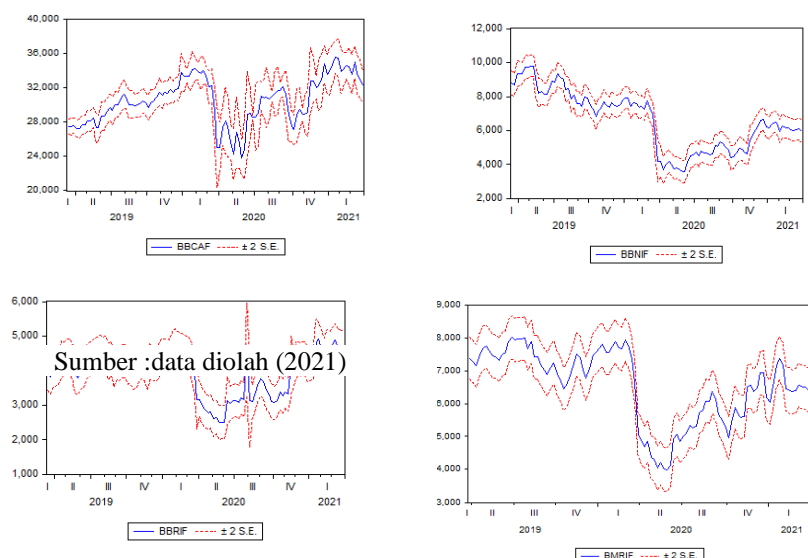 40,000
36,000
32,000
28,000
24,000
20,000
I II III IV I II III IV I
2019 2020 2021
BBCAF ± 2 S.E.
12,000
10,000
8,000
6,000
4,000
2,000
I II III IV I II III IV I
2019 2020 2021
BBNIF ± 2 S.E.
6,000
5,000
Sumber :data diolah (2021)
3,000
2,000
1,000
I II III IV I II III IV I
2019 2020 2021
BBRIF ± 2 S.E.
9,000
8,000
7,000
6,000
5,000
4,000
3,000
I II III IV I II III IV I
2019 2020 2021
BMRIF ± 2 S.E.